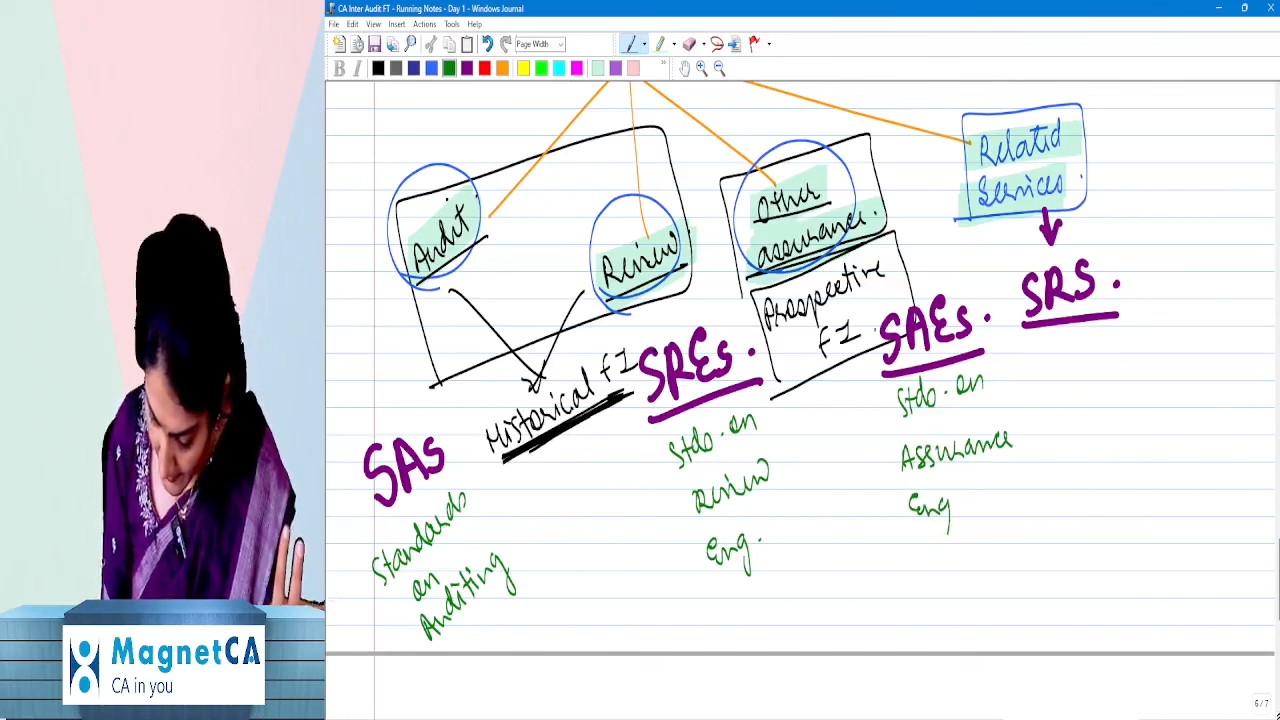 CA Inter Audit FT - Running Notes - Day 1 - Windows Journal
File Edit View Insert Actions Tools Help
Page Width
B I
Audit
Review
Other
assurance.
Related
Services.
Prospective
FI.
Historical FI
SAs
Standards
on
Auditing
SREs.
Stds. on
Review
Eng.
SAEs.
Stds. on
Assurance
Eng
SRS.
MagnetCA
CA in you
6 / 7